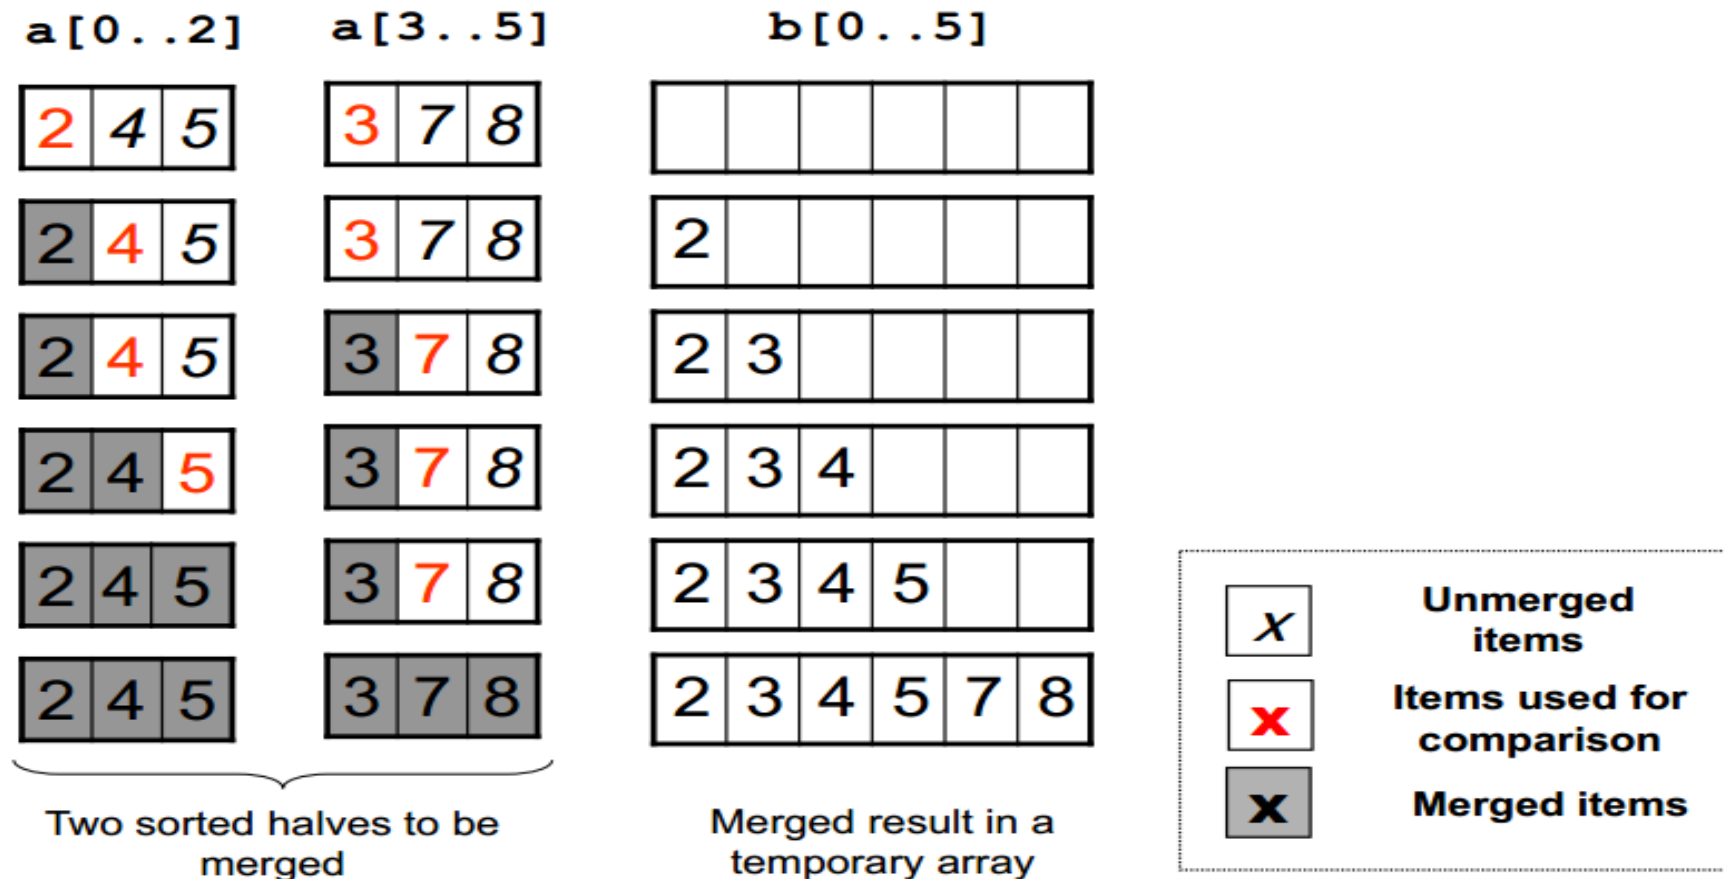 a[0..2] a[3..5] b[0..5]
2 4 5 3 7 8
2 4 5 3 7 8 2
2 4 5 3 7 8 2 3
2 4 5 3 7 8 2 3 4
2 4 5 3 7 8 2 3 4 5
2 4 5 3 7 8 2 3 4 5 7 8
Two sorted halves to be
merged
Merged result in a
temporary array
x Unmerged
items
x Items used for
comparison
x Merged items